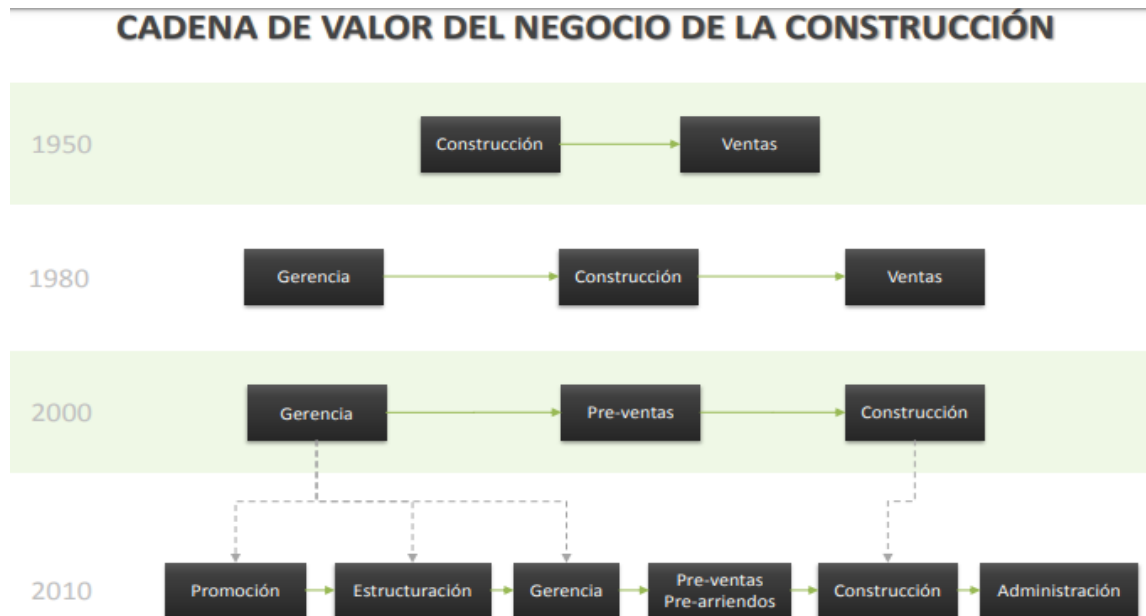 CADENA DE VALOR DEL NEGOCIO DE LA CONSTRUCCIÓN
1950
Construcción
Ventas
1980
Gerencia
Construcción
Ventas
2000
Gerencia
Pre-ventas
Construcción
2010
Promoción
Estructuración
Gerencia
Pre-ventas
Pre-arriendos
Construcción
Administración